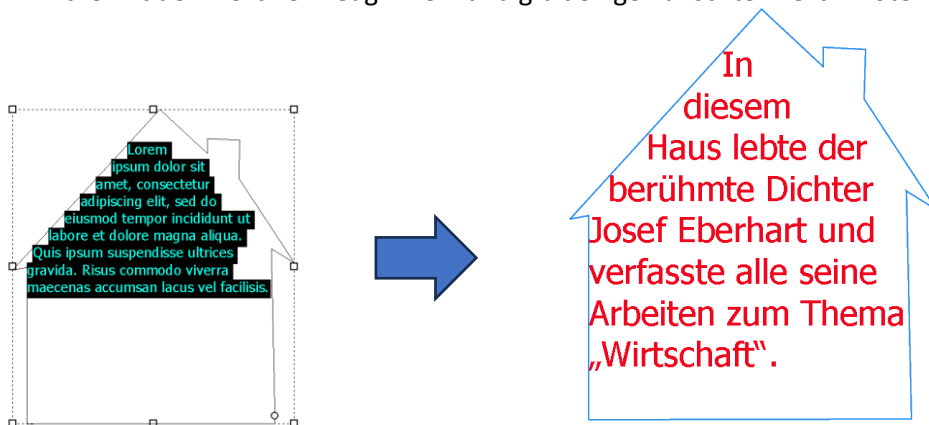 Lorem
ipsum dolor sit
amet, consectetur
adipiscing elit, sed do
eiusmod tempor incididunt ut
labore et dolore magna aliqua.
Quis ipsum suspendisse ultrices
gravida. Risus commodo viverra
maecenas accumsan lacus vel facilisis.
In
diesem
Haus lebte der
berühmte Dichter
Josef Eberhart und
verfasste alle seine
Arbeiten zum Thema
„Wirtschaft“.